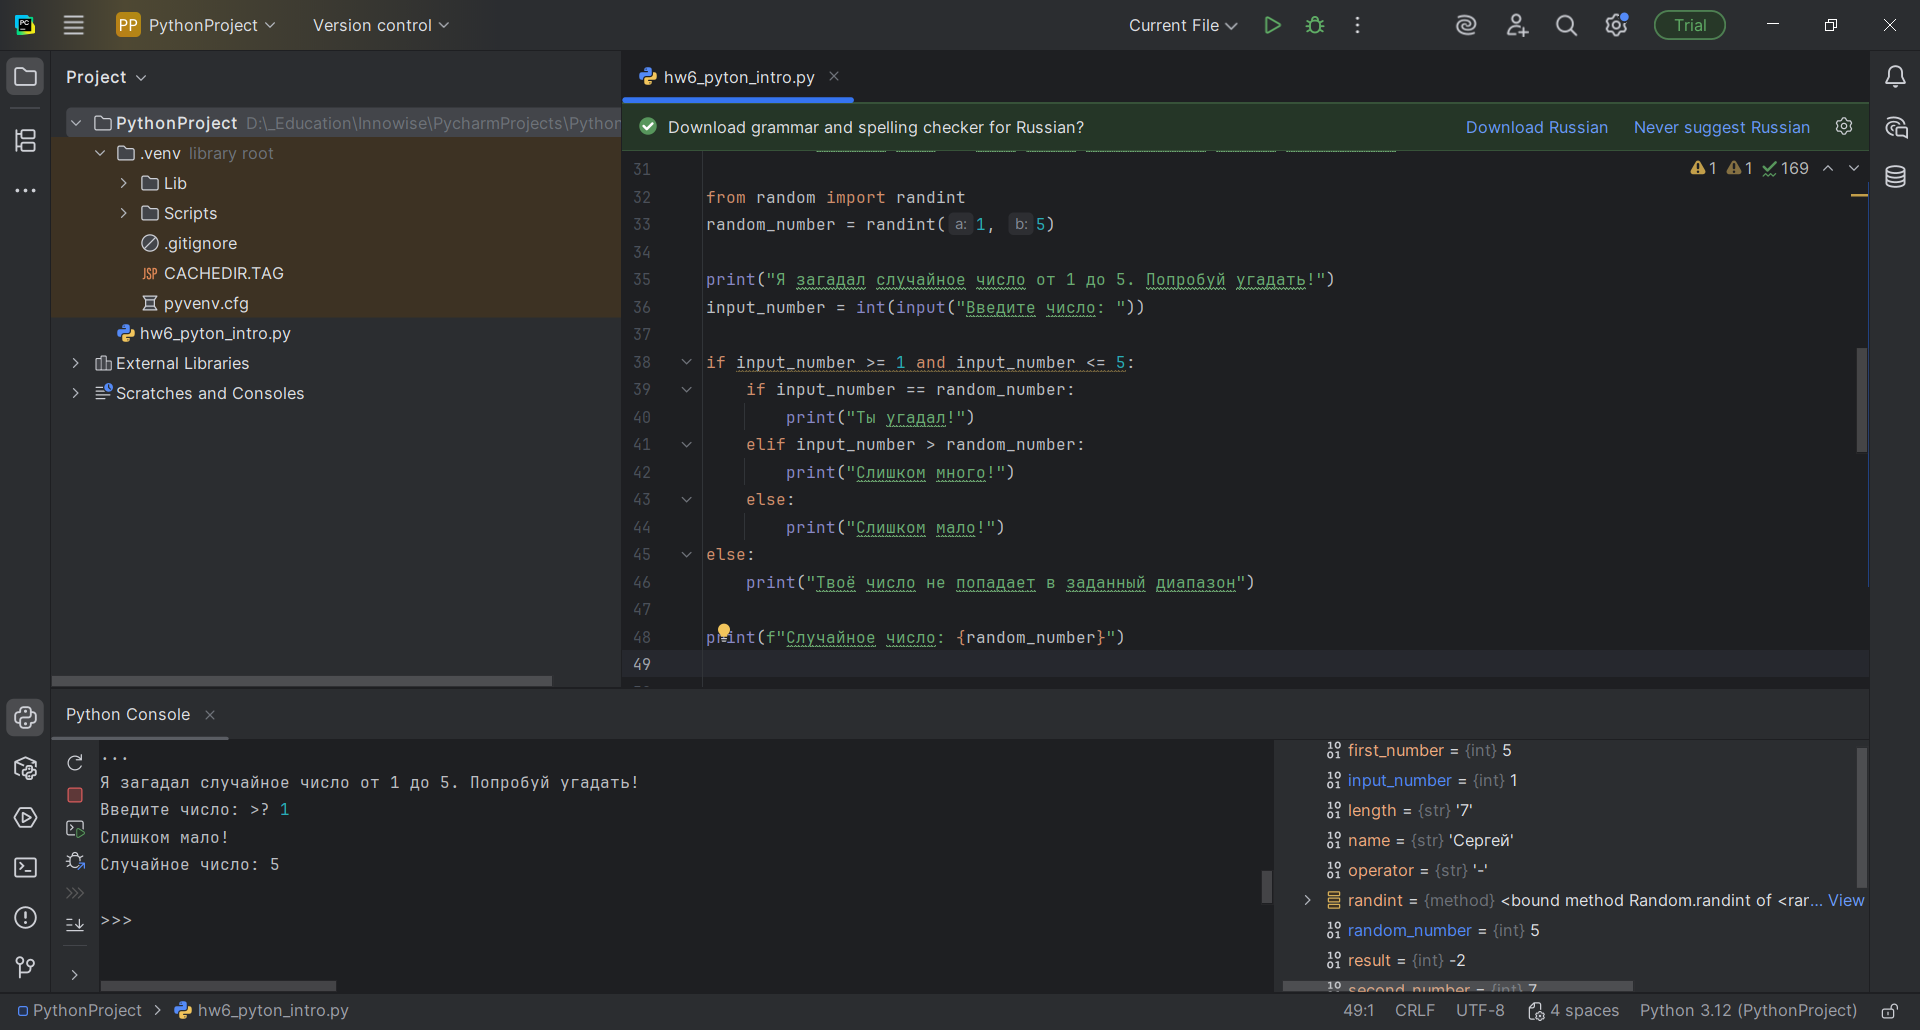 PC PP PythonProject Version control Current File Trial
Project
hw6_pyton_intro.py
PythonProject D:\_Education\Innowise\PycharmProjects\Python
.venv library root
Lib
Scripts
.gitignore
JSP CACHEDIR.TAG
pyvenv.cfg
hw6_pyton_intro.py
External Libraries
Scratches and Consoles
Download grammar and spelling checker for Russian? Download Russian Never suggest Russian
1 1 169
31
32 from random import randint
33 random_number = randint( a: 1, b: 5)
34
35 print("Я загадал случайное число от 1 до 5. Попробуй угадать!")
36 input_number = int(input("Введите число: "))
37
38 if input_number >= 1 and input_number <= 5:
39 if input_number == random_number:
40 print("Ты угадал!")
41 elif input_number > random_number:
42 print("Слишком много!")
43 else:
44 print("Слишком мало!")
45 else:
46 print("Твоё число не попадает в заданный диапазон")
47
48 print(f"Случайное число: {random_number}")
49
Python Console
...
Я загадал случайное число от 1 до 5. Попробуй угадать!
Введите число: >? 1
Слишком мало!
Случайное число: 5
>>>
first_number = {int} 5
input_number = {int} 1
length = {str} '7'
name = {str} 'Сергей'
operator = {str} '-'
randint = {method} <bound method Random.randint of <rar... View
random_number = {int} 5
result = {int} -2
second_number = {int} 7
PythonProject > hw6_pyton_intro.py 49:1 CRLF UTF-8 4 spaces Python 3.12 (PythonProject)